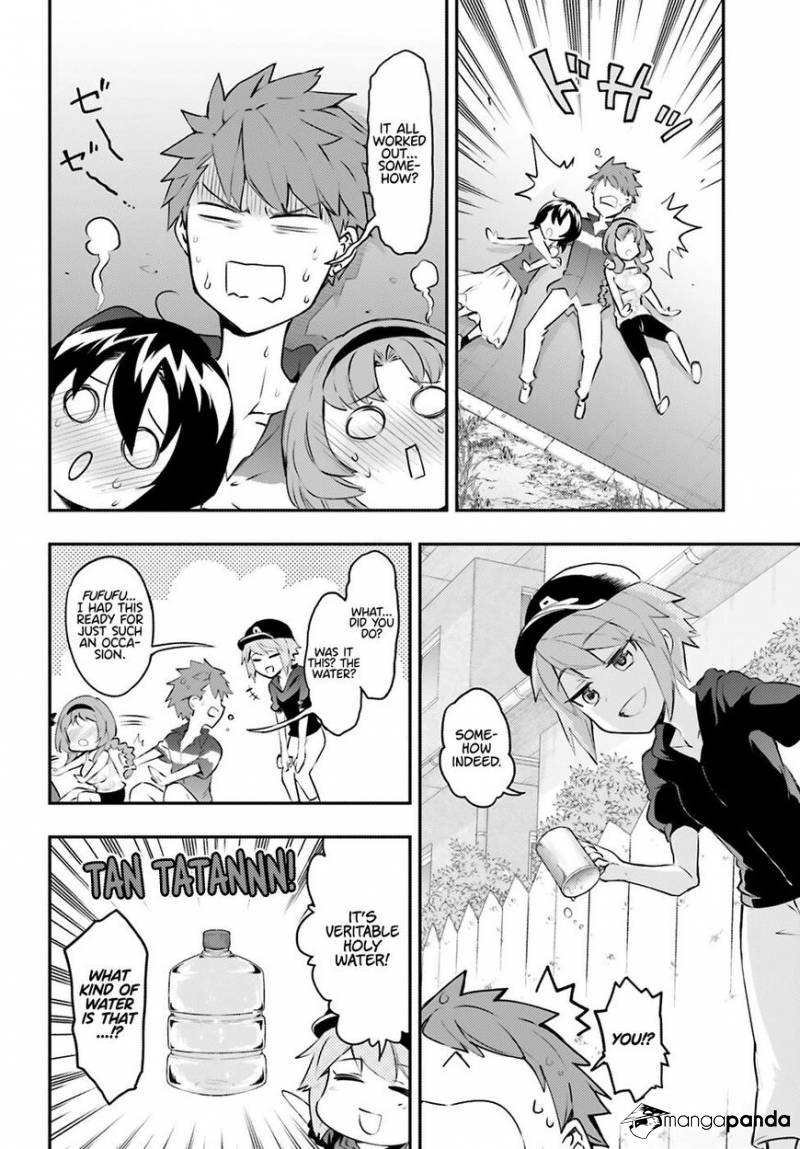 ドサッ
IT ALL
WORKED
OUT...
SOME-
HOW?
ゼー
ゼー
SOME-
HOW
INDEED.
YOU!?
WHAT...
DID YOU
DO?
WAS IT
THIS? THE
WATER?
FUFUFU...
I HAD THIS
READY FOR
JUST SUCH
AN OCCA-
SION.
TAN TATANNN!
IT'S
VERITABLE
HOLY
WATER!
WHAT
KIND OF
WATER
IS THAT
...!?
mangapanda